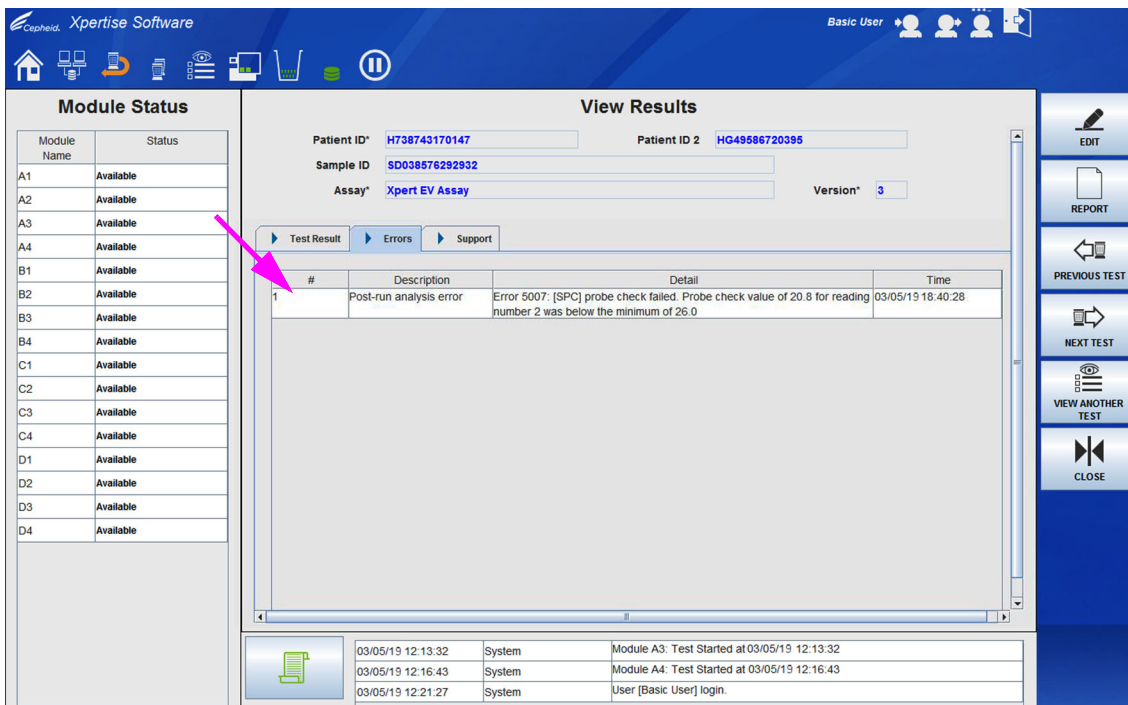 Cepheid. Xpertise Software
Basic User
Module Status
Module Name Status
A1 Available
A2 Available
A3 Available
A4 Available
B1 Available
B2 Available
B3 Available
B4 Available
C1 Available
C2 Available
C3 Available
C4 Available
D1 Available
D2 Available
D3 Available
D4 Available
View Results
Patient ID* H738743170147 Patient ID 2 HG49586720395
Sample ID SD038576292932
Assay* Xpert EV Assay Version* 3
Test Result Errors Support
# Description Detail Time
1 Post-run analysis error Error 5007: [SPC] probe check failed. Probe check value of 20.8 for reading 03/05/19 18:40:28
number 2 was below the minimum of 26.0
03/05/19 12:13:32 System Module A3: Test Started at 03/05/19 12:13:32
03/05/19 12:16:43 System Module A4: Test Started at 03/05/19 12:16:43
03/05/19 12:21:27 System User [Basic User] login.
EDIT
REPORT
PREVIOUS TEST
NEXT TEST
VIEW ANOTHER
TEST
CLOSE